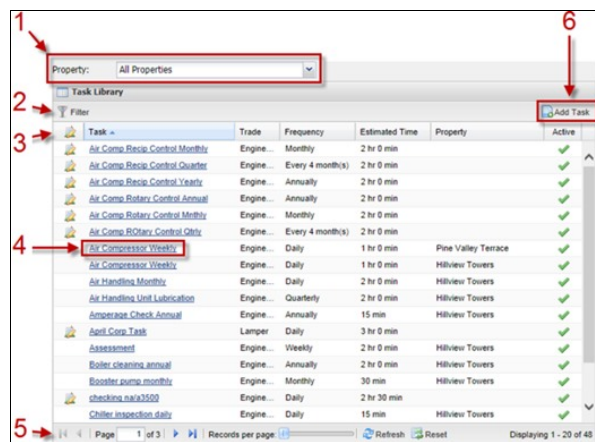 1
6
Property: All Properties
Task Library
2 Filter Add Task
3 Task Trade Frequency Estimated Time Property Active
Air Comp Recip Control Monthly Engine... Monthly 2 hr 0 min
Air Comp Recip Control Quarter Engine... Every 4 month(s) 2 hr 0 min
Air Comp Recip Control Yearly Engine... Annually 2 hr 0 min
Air Comp Rotary Control Annual Engine... Annually 2 hr 0 min
Air Comp Rotary Control Mnthly Engine... Monthly 2 hr 0 min
Air Comp ROtary Control Qtrly Engine... Every 4 month(s) 2 hr 0 min
4 Air Compressor Weekly Engine... Daily 1 hr 0 min Pine Valley Terrace
Air Compressor Weekly Engine... Daily 1 hr 0 min Hillview Towers
Air Handling Monthly Engine... Daily 2 hr 0 min Hillview Towers
Air Handling Unit Lubrication Engine... Quarterly 2 hr 0 min Hillview Towers
Amperage Check Annual Engine... Annually 15 min Hillview Towers
April Corp Task Lamper Daily 3 hr 0 min
Assessment Engine... Weekly 2 hr 0 min Hillview Towers
Boiler cleaning annual Engine... Annually 2 hr 0 min Hillview Towers
Booster pump monthly Engine... Monthly 30 min Hillview Towers
checking na/a3500 Engine... Daily 2 hr 30 min
Chiller inspection daily Engine... Daily 15 min Hillview Towers
5 Page 1 of 3 Records per page: Refresh Reset Displaying 1 - 20 of 48